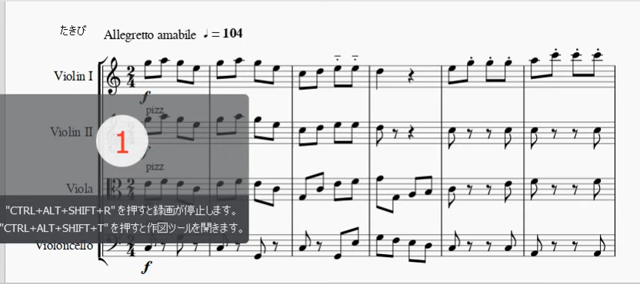 たきび
Allegretto amabile ♩= 104
Violin I
2
4
f
pizz
Violin II
1
Viola
"CTRL+ALT+SHIFT+R" を押すと録画が停止します。
"CTRL+ALT+SHIFT+T" を押すと作図ツールを開きます。
Violoncello
f